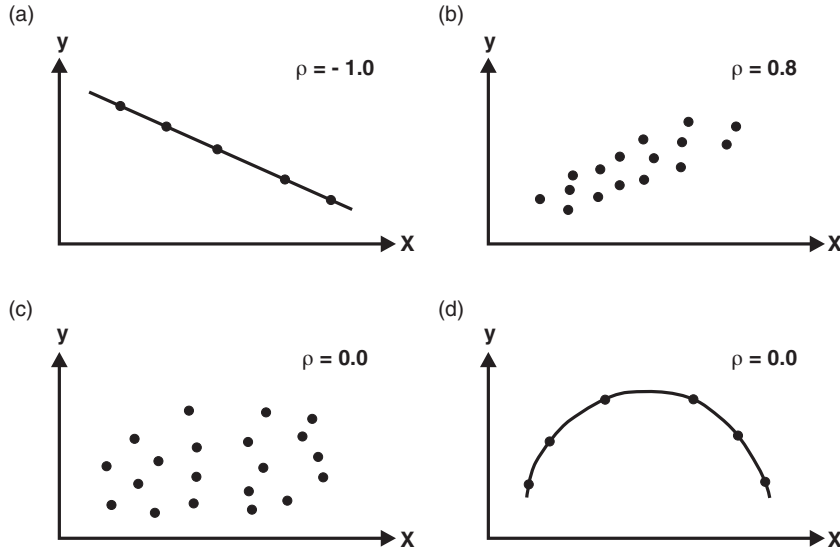 (a)
y
ρ = - 1.0
X
(b)
y
ρ = 0.8
X
(c)
y
ρ = 0.0
X
(d)
y
ρ = 0.0
X